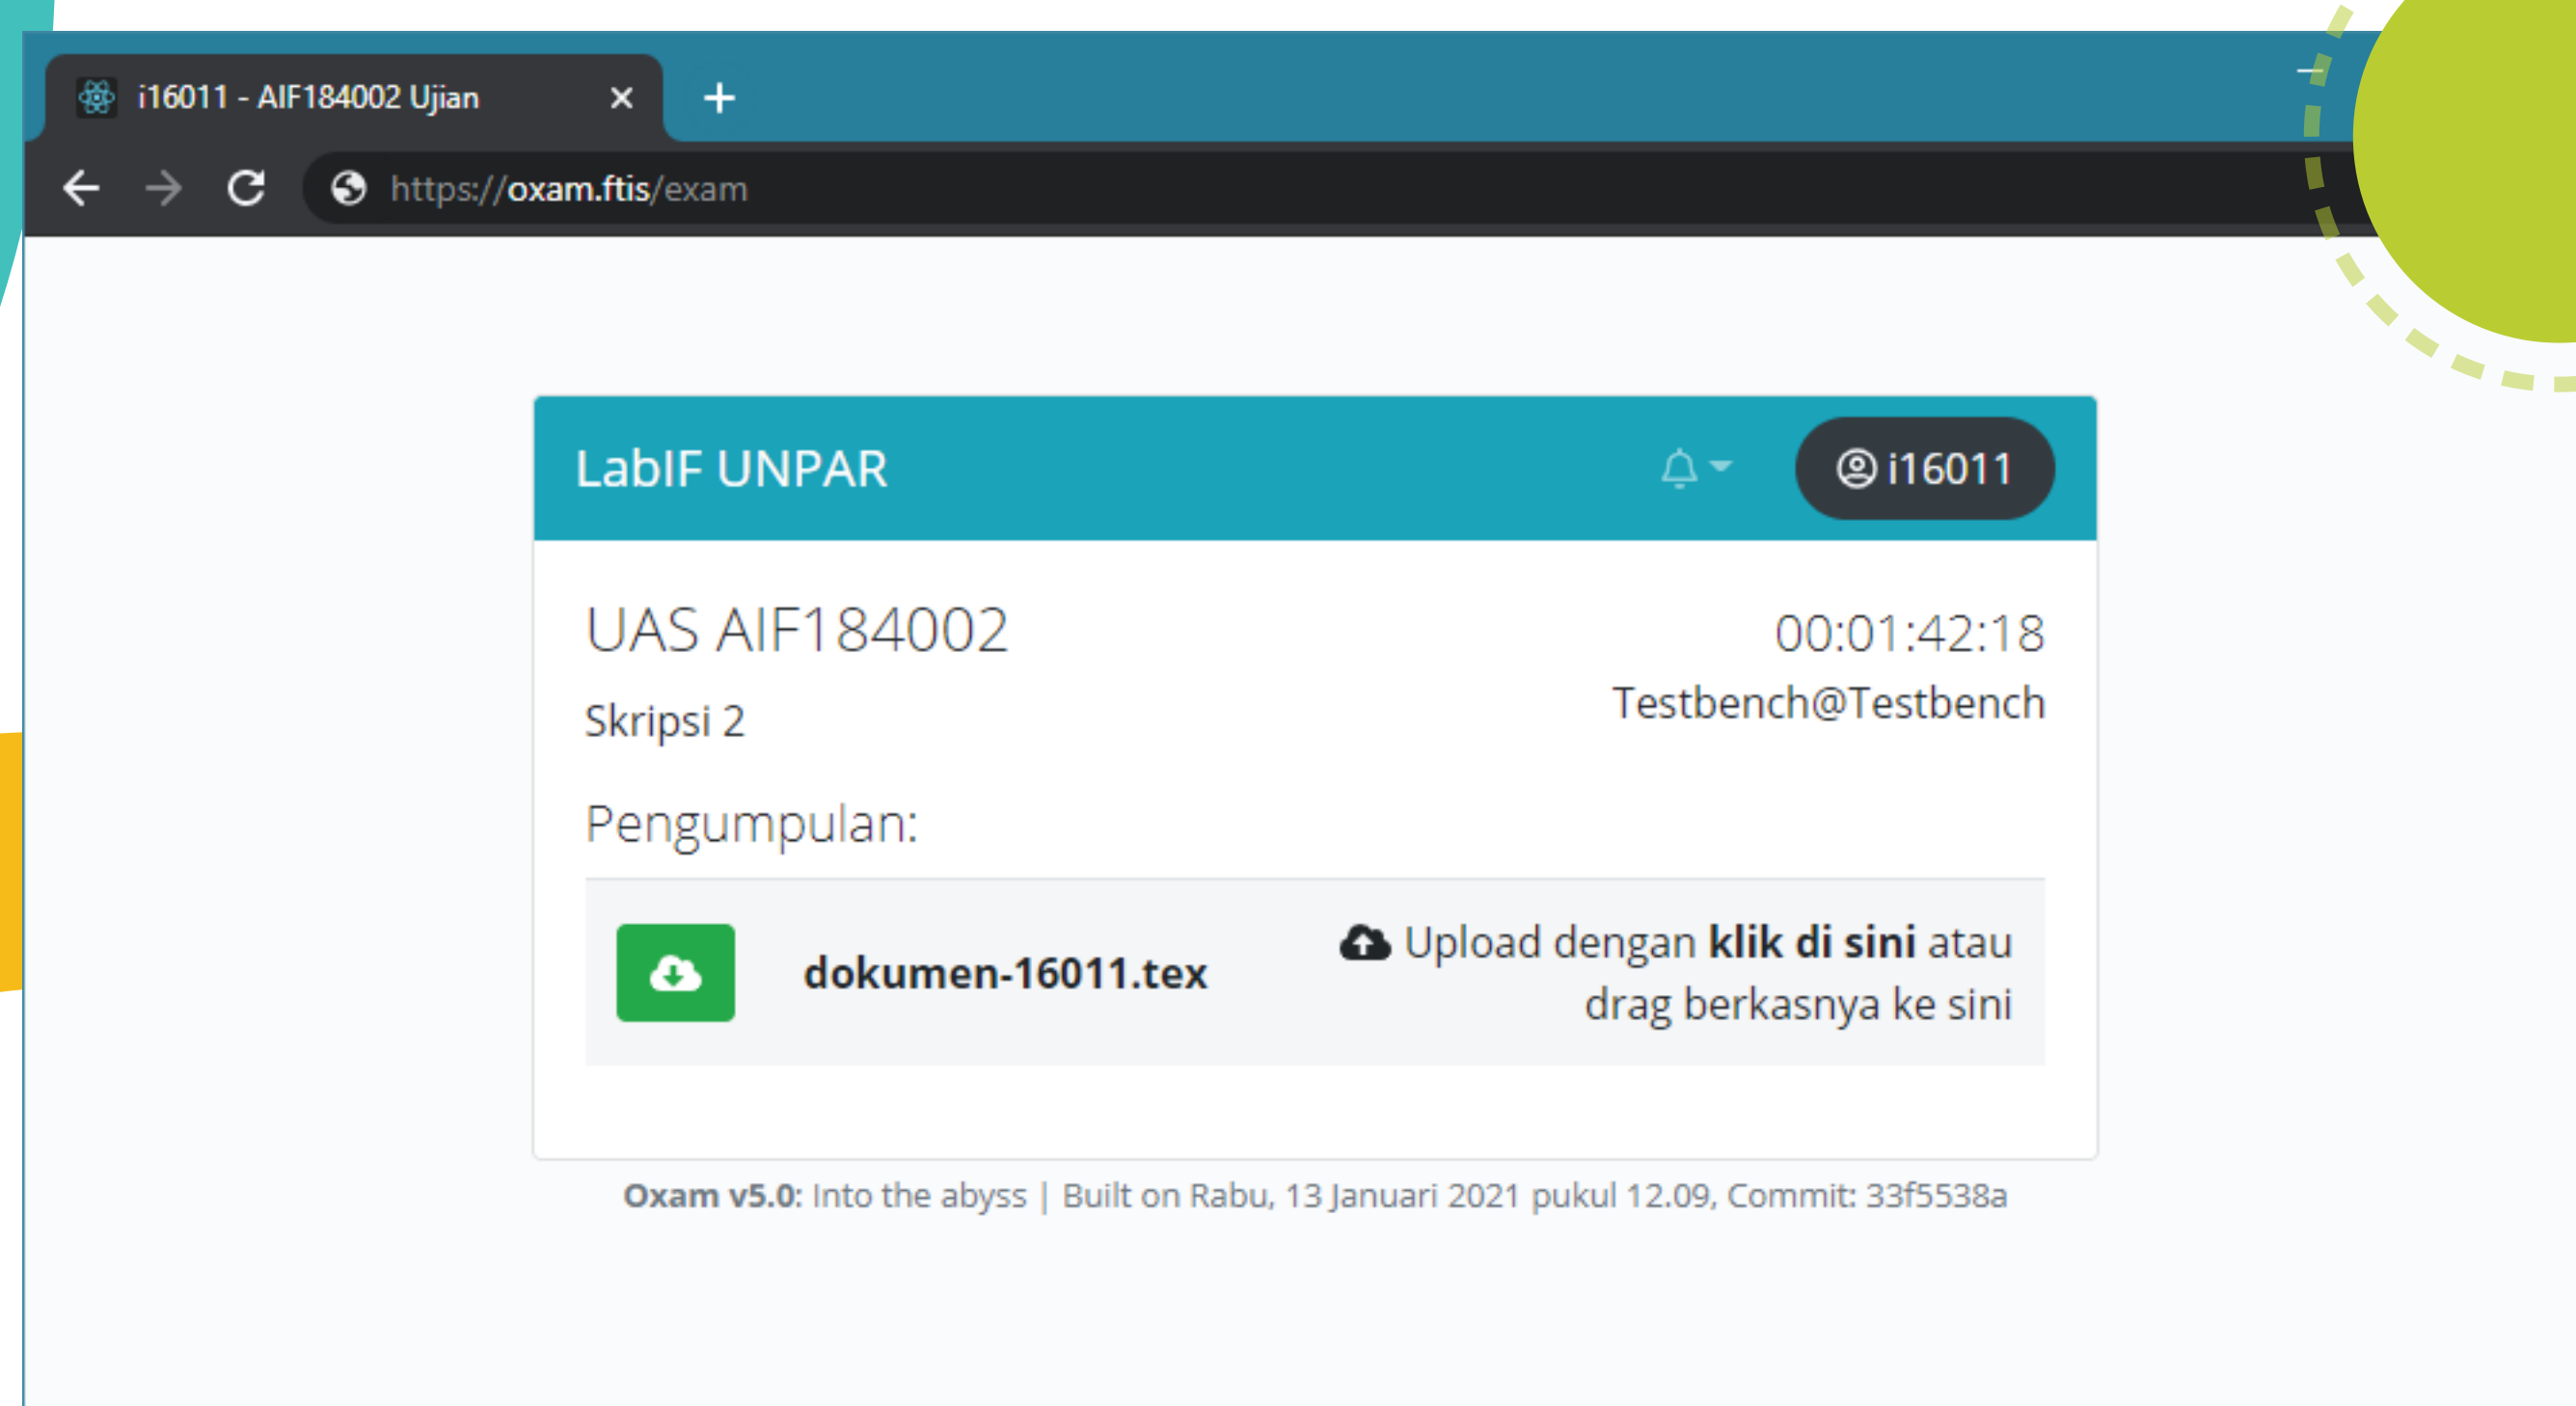 i16011 - AIF184002 Ujian
https://oxam.ftis/exam
LabIF UNPAR
i16011
UAS AIF184002
00:01:42:18
Skripsi 2
Testbench@Testbench
Pengumpulan:
dokumen-16011.tex
Upload dengan klik di sini atau
drag berkasnya ke sini
Oxam v5.0: Into the abyss | Built on Rabu, 13 Januari 2021 pukul 12.09, Commit: 33f5538a